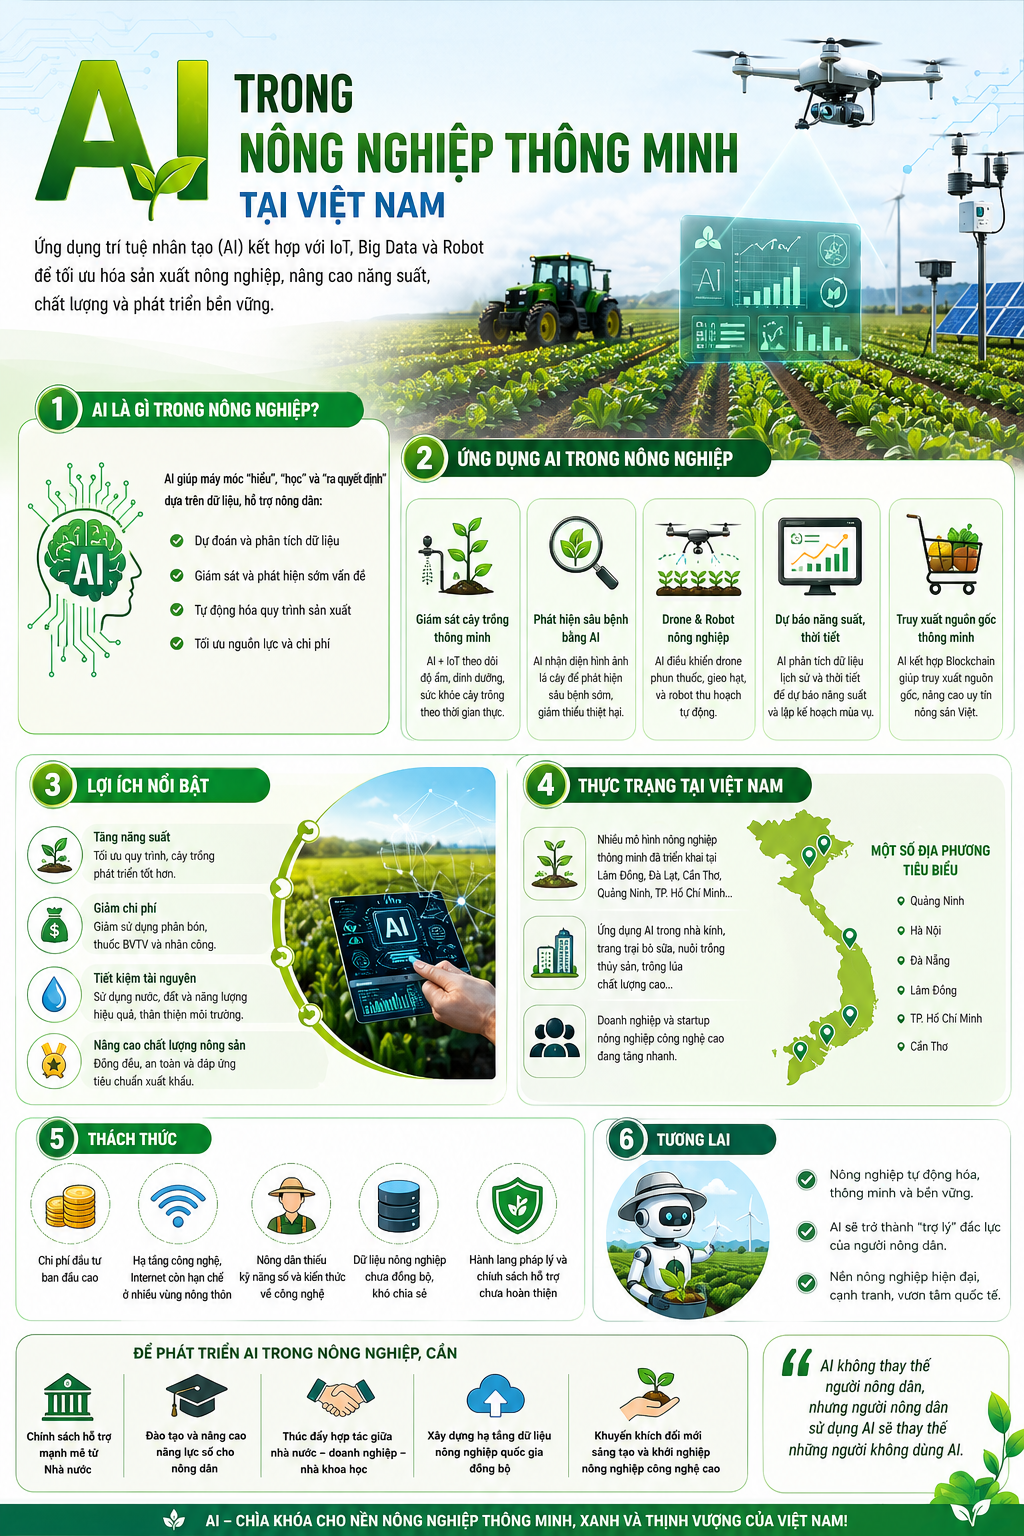 AI TRONG
NÔNG NGHIỆP THÔNG MINH
TẠI VIỆT NAM
Ứng dụng trí tuệ nhân tạo (AI) kết hợp với IoT, Big Data và Robot
để tối ưu hóa sản xuất nông nghiệp, nâng cao năng suất,
chất lượng và phát triển bền vững.
AI
1 AI LÀ GÌ TRONG NÔNG NGHIỆP?
AI giúp máy móc "hiểu", "học" và "ra quyết định"
dựa trên dữ liệu, hỗ trợ nông dân:
AI
Dự đoán và phân tích dữ liệu
Giám sát và phát hiện sớm vấn đề
Tự động hóa quy trình sản xuất
Tối ưu nguồn lực và chi phí
2 ỨNG DỤNG AI TRONG NÔNG NGHIỆP
Giám sát cây trồng
thông minh
AI + IoT theo dõi
độ ẩm, dinh dưỡng,
sức khỏe cây trồng
theo thời gian thực.
Phát hiện sâu bệnh
bằng AI
AI nhận diện hình ảnh
lá cây để phát hiện
sâu bệnh sớm,
giảm thiểu thiệt hại.
Drone & Robot
nông nghiệp
AI điều khiển drone
phun thuốc, gieo hạt,
và robot thu hoạch
tự động.
Dự báo năng suất,
thời tiết
AI phân tích dữ liệu
lịch sử và thời tiết
để dự báo năng suất
và lập kế hoạch mùa vụ.
Truy xuất nguồn gốc
thông minh
AI kết hợp Blockchain
giúp truy xuất nguồn
gốc, nâng cao uy tín
nông sản Việt.
3 LỢI ÍCH NỔI BẬT
Tăng năng suất
Tối ưu quy trình, cây trồng
phát triển tốt hơn.
Giảm chi phí
Giảm sử dụng phân bón,
thuốc BVTV và nhân công.
Tiết kiệm tài nguyên
Sử dụng nước, đất và năng lượng
hiệu quả, thân thiện môi trường.
Nâng cao chất lượng nông sản
Đồng đều, an toàn và đáp ứng
tiêu chuẩn xuất khẩu.
AI
4 THỰC TRẠNG TẠI VIỆT NAM
Nhiều mô hình nông nghiệp
thông minh đã triển khai tại
Lâm Đồng, Đà Lạt, Cần Thơ,
Quảng Ninh, TP. Hồ Chí Minh...
Ứng dụng AI trong nhà kính,
trang trại bò sữa, nuôi trồng
thủy sản, trồng lúa
chất lượng cao...
Doanh nghiệp và startup
nông nghiệp công nghệ cao
đang tăng nhanh.
MỘT SỐ ĐỊA PHƯƠNG
TIÊU BIỂU
Quảng Ninh
Hà Nội
Đà Nẵng
Lâm Đồng
TP. Hồ Chí Minh
Cần Thơ
5 THÁCH THỨC
Chi phí đầu tư
ban đầu cao
Hạ tầng công nghệ,
Internet còn hạn chế
ở nhiều vùng nông thôn
Nông dân thiếu
kỹ năng số và kiến thức
về công nghệ
Dữ liệu nông nghiệp
chưa đồng bộ,
khó chia sẻ
Hành lang pháp lý và
chính sách hỗ trợ
chưa hoàn thiện
6 TƯƠNG LAI
Nông nghiệp tự động hóa,
thông minh và bền vững.
AI sẽ trở thành "trợ lý" đắc lực
của người nông dân.
Nền nông nghiệp hiện đại,
cạnh tranh, vươn tầm quốc tế.
ĐỂ PHÁT TRIỂN AI TRONG NÔNG NGHIỆP, CẦN
Chính sách hỗ trợ
mạnh mẽ từ
Nhà nước
Đào tạo và nâng cao
năng lực số cho
nông dân
Thúc đẩy hợp tác giữa
nhà nước – doanh nghiệp –
nhà khoa học
Xây dựng hạ tầng dữ liệu
nông nghiệp quốc gia
đồng bộ
Khuyến khích đổi mới
sáng tạo và khởi nghiệp
nông nghiệp công nghệ cao
“ AI không thay thế
người nông dân,
nhưng người nông dân
sử dụng AI sẽ thay thế
những người không dùng AI.
AI – CHÌA KHÓA CHO NỀN NÔNG NGHIỆP THÔNG MINH, XANH VÀ THỊNH VƯỢNG CỦA VIỆT NAM!